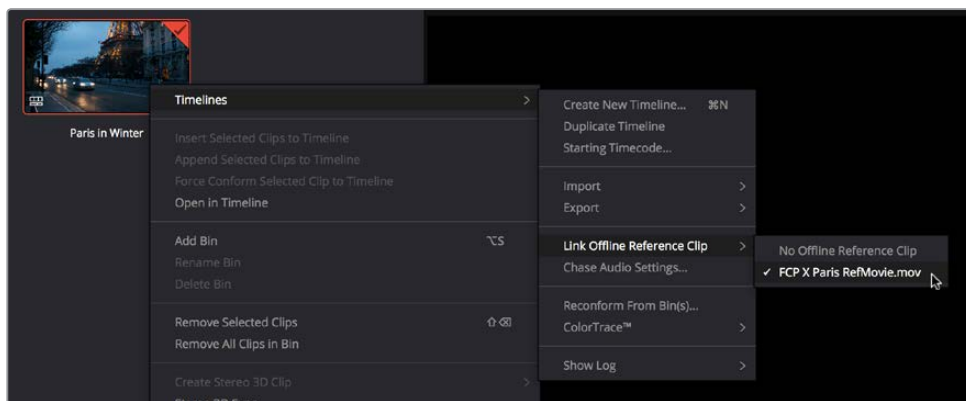 Paris in Winter
Timelines >
Insert Selected Clips to Timeline
Append Selected Clips to Timeline
Force Conform Selected Clip to Timeline
Open in Timeline
Add Bin ⌥S
Rename Bin
Delete Bin
Remove Selected Clips ⇧⌫
Remove All Clips in Bin
Create Stereo 3D Clip >
Create New Timeline... ⌘N
Duplicate Timeline
Starting Timecode...
Import >
Export >
Link Offline Reference Clip >
Chase Audio Settings...
Reconform From Bin(s)...
ColorTrace™ >
Show Log >
No Offline Reference Clip
✓ FCP X Paris RefMovie.mov